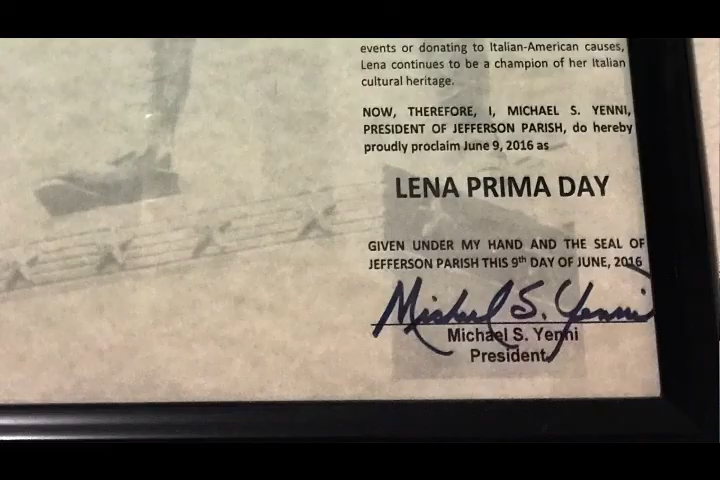 events or donating to Italian-American causes,
Lena continues to be a champion of her Italian
cultural heritage.
NOW, THEREFORE, I, MICHAEL S. YENNI,
PRESIDENT OF JEFFERSON PARISH, do hereby
proudly proclaim June 9, 2016 as
LENA PRIMA DAY
GIVEN UNDER MY HAND AND THE SEAL OF
JEFFERSON PARISH THIS 9th DAY OF JUNE, 2016
Michael S. Yenni
Michael S. Yenni
President